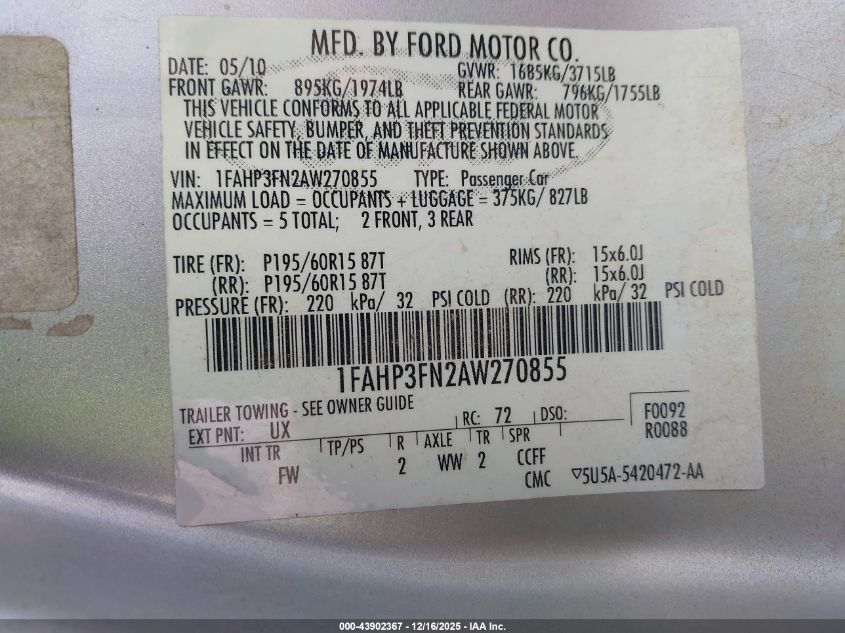 MFD. BY FORD MOTOR CO.
DATE: 05/10 GVWR: 1685KG/3715LB
FRONT GAWR: 895KG/1974LB REAR GAWR: 796KG/1755LB
THIS VEHICLE CONFORMS TO ALL APPLICABLE FEDERAL MOTOR
VEHICLE SAFETY, BUMPER, AND THEFT PREVENTION STANDARDS
IN EFFECT ON THE DATE OF MANUFACTURE SHOWN ABOVE.
VIN: 1FAHP3FN2AW270855 TYPE: Passenger Car
MAXIMUM LOAD = OCCUPANTS + LUGGAGE = 375KG/ 827LB
OCCUPANTS = 5 TOTAL; 2 FRONT, 3 REAR
TIRE (FR): P195/60R15 87T RIMS (FR): 15x6.0J
(RR): P195/60R15 87T (RR): 15x6.0J
PRESSURE (FR): 220 kPa/ 32 PSI COLD (RR): 220 kPa/ 32 PSI COLD
1FAHP3FN2AW270855
TRAILER TOWING - SEE OWNER GUIDE
EXT PNT: UX RC: 72 DSO: F0092
R0088
INT TR TP/PS R AXLE TR SPR
FW 2 WW 2 CCFF
CMC ▽5U5A-5420472-AA
000-43902367 - 12/16/2025 - IAA Inc.